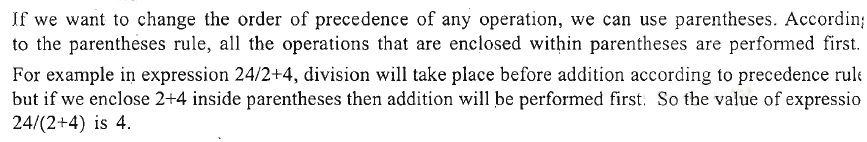 If we want to change the order of precedence of any operation, we can use parentheses. Accordin
to the parentheses rule, all the operations that are enclosed within parentheses are performed first.
For example in expression 24/2+4, division will take place before addition according to precedence rul
but if we enclose 2+4 inside parentheses then addition will be performed first. So the value of expressio
24/(2+4) is 4.